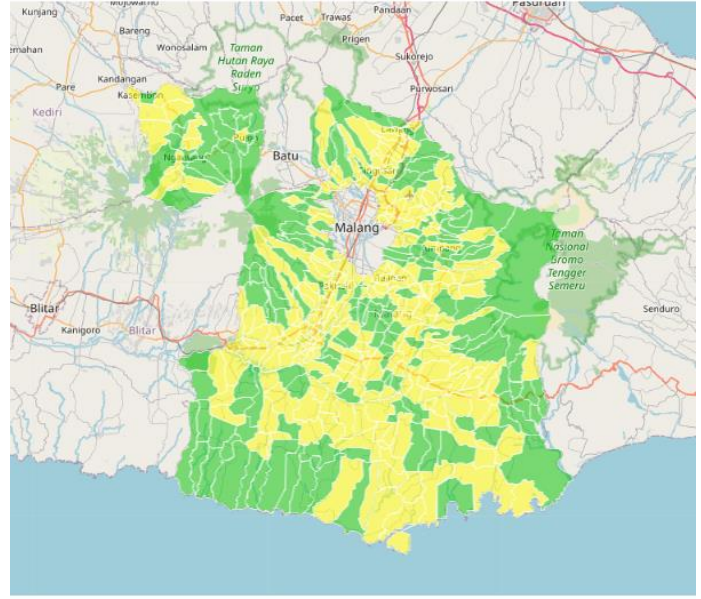 Kunjang
Mojowarno
Pacet
Trawas
Pandaan
Pasuruan
Bareng
Prigen
Wonosalam
Taman
Hutan Raya
Raden
Suryo
Sukorejo
Kandangan
Pare
Kasembon
Purwosari
Kediri
Batu
Malang
Taman
Nasional
Bromo
Tengger
Semeru
Blitar
Kanigoro
Blitar
Senduro